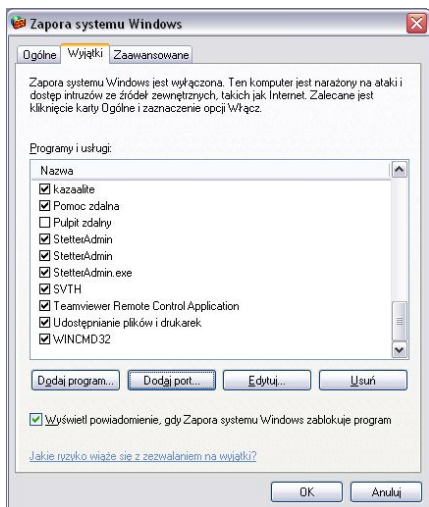 Zapora systemu Windows
Ogólne Wyjątki Zaawansowane
Zapora systemu Windows jest wyłączona. Ten komputer jest narażony na ataki i
dostęp intruzów ze źródeł zewnętrznych, takich jak Internet. Zalecane jest
kliknięcie karty Ogólne i zaznaczenie opcji Włącz.
Programy i usługi:
Nazwa
kazaalite
Pomoc zdalna
Pulpit zdalny
StetterAdmin
StetterAdmin
StetterAdmin.exe
SVTH
Teamviewer Remote Control Application
Udostępnianie plików i drukarek
WINCMD32
Dodaj program... Dodaj port... Edytuj... Usuń
Wyświetl powiadomienie, gdy Zapora systemu Windows zablokuje program
Jakie ryzyko wiąże się z zezwalaniem na wyjątki?
OK Anuluj